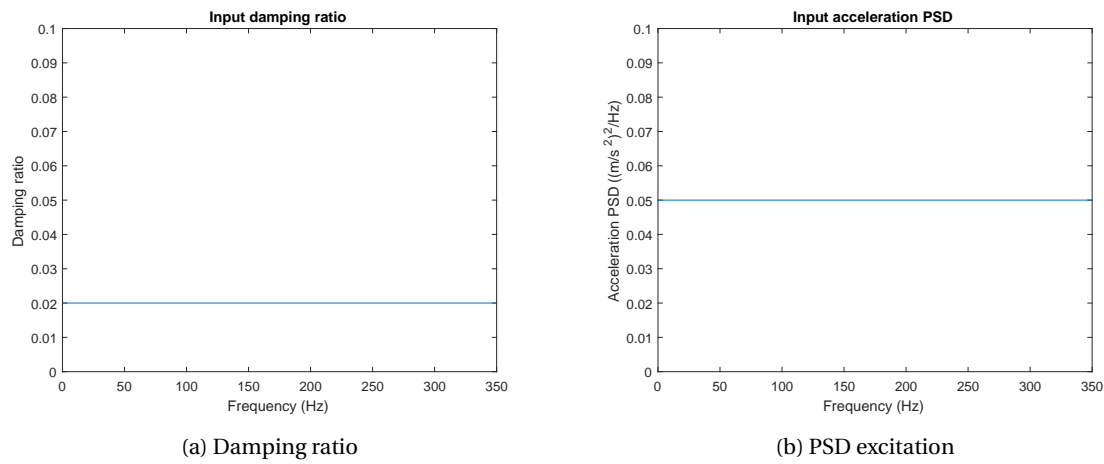 Input damping ratio
0.1
0.09
0.08
0.07
0.06
0.05
0.04
0.03
0.02
0.01
0
Damping ratio
0 50 100 150 200 250 300 350
Frequency (Hz)
(a) Damping ratio
Input acceleration PSD
0.1
0.09
0.08
0.07
0.06
0.05
0.04
0.03
0.02
0.01
0
Acceleration PSD ((m/s 2)2/Hz)
0 50 100 150 200 250 300 350
Frequency (Hz)
(b) PSD excitation